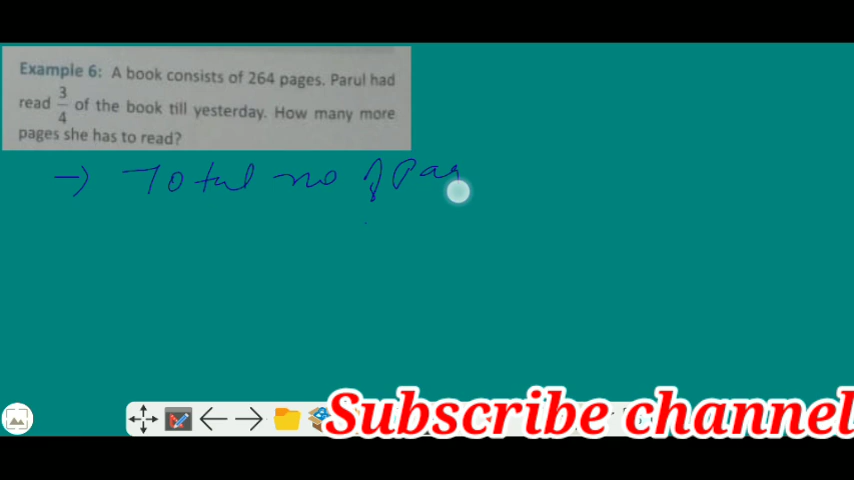 Example 6: A book consists of 264 pages. Parul had
read 3/4 of the book till yesterday. How many more
pages she has to read?
→ Total no of Pag
Subscribe channel